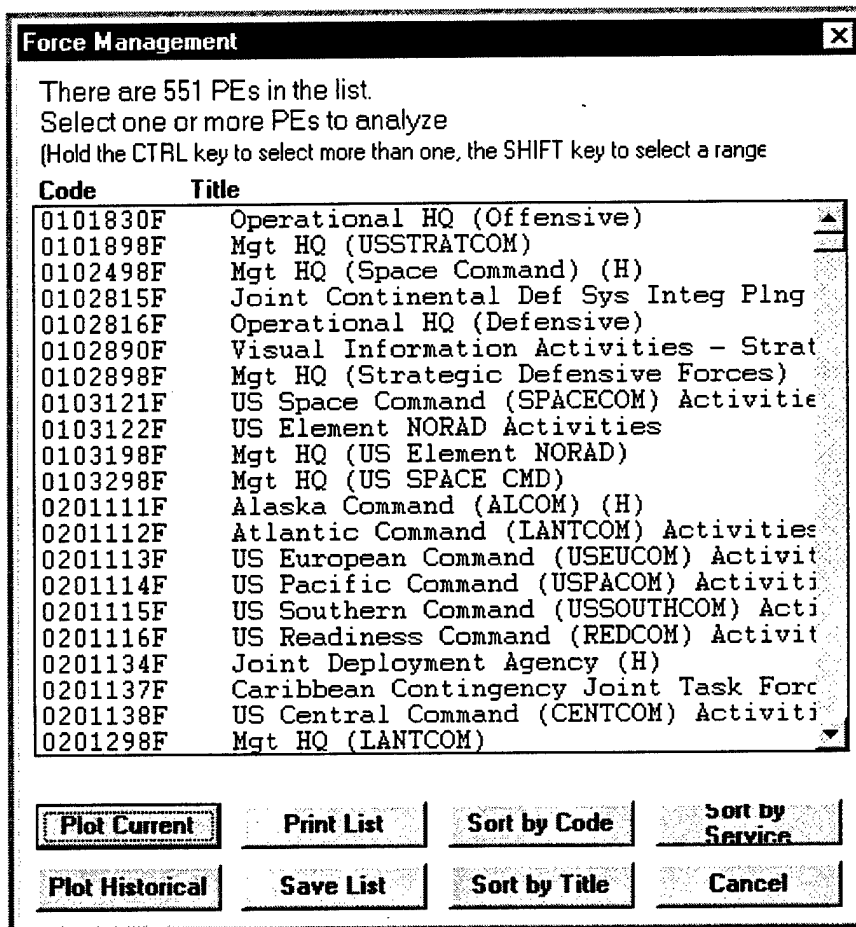 Force Management
There are 551 PEs in the list.
Select one or more PEs to analyze
(Hold the CTRL key to select more than one, the SHIFT key to select a range
Code Title
0101830F Operational HQ (Offensive)
0101898F Mgt HQ (USSTRATCOM)
0102498F Mgt HQ (Space Command) (H)
0102815F Joint Continental Def Sys Integ Plng
0102816F Operational HQ (Defensive)
0102890F Visual Information Activities - Strat
0102898F Mgt HQ (Strategic Defensive Forces)
0103121F US Space Command (SPACECOM) Activitie
0103122F US Element NORAD Activities
0103198F Mgt HQ (US Element NORAD)
0103298F Mgt HQ (US SPACE CMD)
0201111F Alaska Command (ALCOM) (H)
0201112F Atlantic Command (LANTCOM) Activities
0201113F US European Command (USEUCOM) Activit
0201114F US Pacific Command (USPACOM) Activiti
0201115F US Southern Command (USSOUTHCOM) Acti
0201116F US Readiness Command (REDCOM) Activit
0201134F Joint Deployment Agency (H)
0201137F Caribbean Contingency Joint Task Forc
0201138F US Central Command (CENTCOM) Activiti
0201298F Mgt HQ (LANTCOM)
Plot Current Print List Sort by Code Sort by Service
Plot Historical Save List Sort by Title Cancel